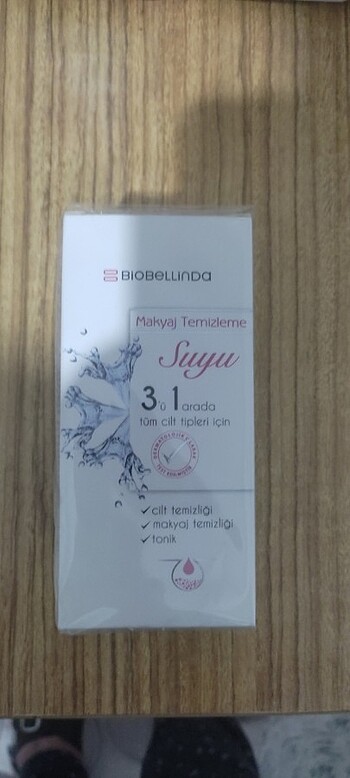 BIOBELLINDA
Makyaj Temizleme
Suyu
3'ü 1 arada
tüm cilt tipleri için
✓cilt temizliği
✓makyaj temizliği
✓tonik